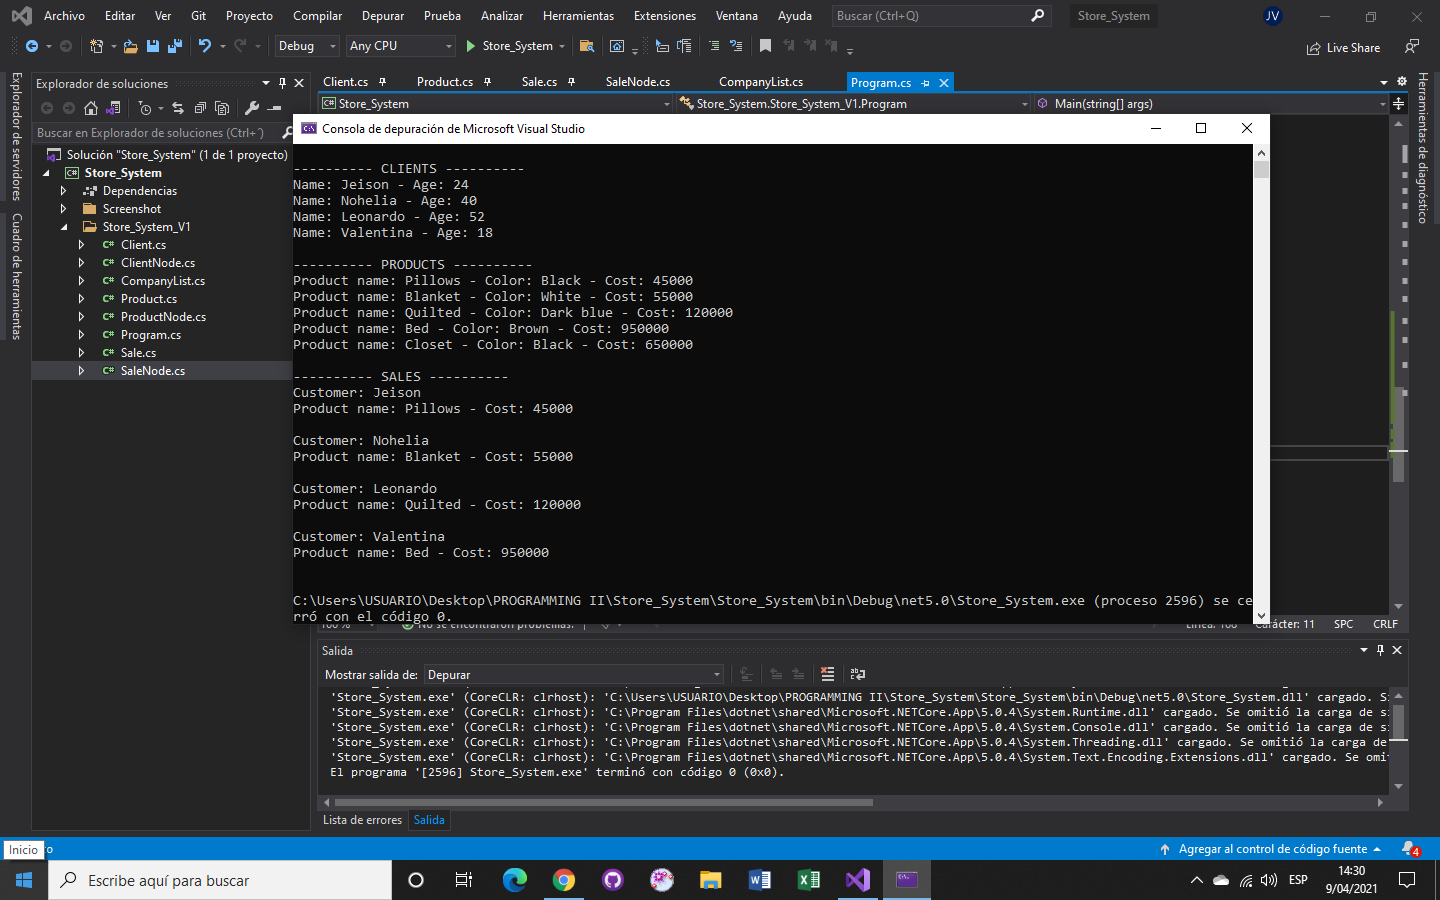 Archivo Editar Ver Git Proyecto Compilar Depurar Prueba Analizar Herramientas Extensiones Ventana Ayuda Buscar (Ctrl+Q) Store_System JV
Debug Any CPU Store_System Live Share
Explorador de servidores
Cuadro de herramientas
Explorador de soluciones
Buscar en Explorador de soluciones (Ctrl+´)
Solución "Store_System" (1 de 1 proyecto)
Store_System
Dependencias
Screenshot
Store_System_V1
C# Client.cs
C# ClientNode.cs
C# CompanyList.cs
C# Product.cs
C# ProductNode.cs
C# Program.cs
C# Sale.cs
C# SaleNode.cs
Client.cs Product.cs Sale.cs SaleNode.cs CompanyList.cs Program.cs
C# Store_System Store_System.Store_System_V1.Program Main(string[] args)
Herramientas de diagnóstico
Consola de depuración de Microsoft Visual Studio
---------- CLIENTS ----------
Name: Jeison - Age: 24
Name: Nohelia - Age: 40
Name: Leonardo - Age: 52
Name: Valentina - Age: 18
---------- PRODUCTS ----------
Product name: Pillows - Color: Black - Cost: 45000
Product name: Blanket - Color: White - Cost: 55000
Product name: Quilted - Color: Dark blue - Cost: 120000
Product name: Bed - Color: Brown - Cost: 950000
Product name: Closet - Color: Black - Cost: 650000
---------- SALES ----------
Customer: Jeison
Product name: Pillows - Cost: 45000
Customer: Nohelia
Product name: Blanket - Cost: 55000
Customer: Leonardo
Product name: Quilted - Cost: 120000
Customer: Valentina
Product name: Bed - Cost: 950000
C:\Users\USUARIO\Desktop\PROGRAMMING II\Store_System\Store_System\bin\Debug\net5.0\Store_System.exe (proceso 2596) se ce
rró con el código 0.
100 % No se encontraron problemas. Línea: 100 Carácter: 11 SPC CRLF
Salida
Mostrar salida de: Depurar
'Store_System.exe' (CoreCLR: clrhost): 'C:\Users\USUARIO\Desktop\PROGRAMMING II\Store_System\Store_System\bin\Debug\net5.0\Store_System.dll' cargado. Si
'Store_System.exe' (CoreCLR: clrhost): 'C:\Program Files\dotnet\shared\Microsoft.NETCore.App\5.0.4\System.Runtime.dll' cargado. Se omitió la carga de sí
'Store_System.exe' (CoreCLR: clrhost): 'C:\Program Files\dotnet\shared\Microsoft.NETCore.App\5.0.4\System.Console.dll' cargado. Se omitió la carga de sí
'Store_System.exe' (CoreCLR: clrhost): 'C:\Program Files\dotnet\shared\Microsoft.NETCore.App\5.0.4\System.Threading.dll' cargado. Se omitió la carga de
'Store_System.exe' (CoreCLR: clrhost): 'C:\Program Files\dotnet\shared\Microsoft.NETCore.App\5.0.4\System.Text.Encoding.Extensions.dll' cargado. Se omit
El programa '[2596] Store_System.exe' terminó con código 0 (0x0).
Lista de errores Salida
Inicio to Agregar al control de código fuente 4
Escribe aquí para buscar ESP 14:30
9/04/2021